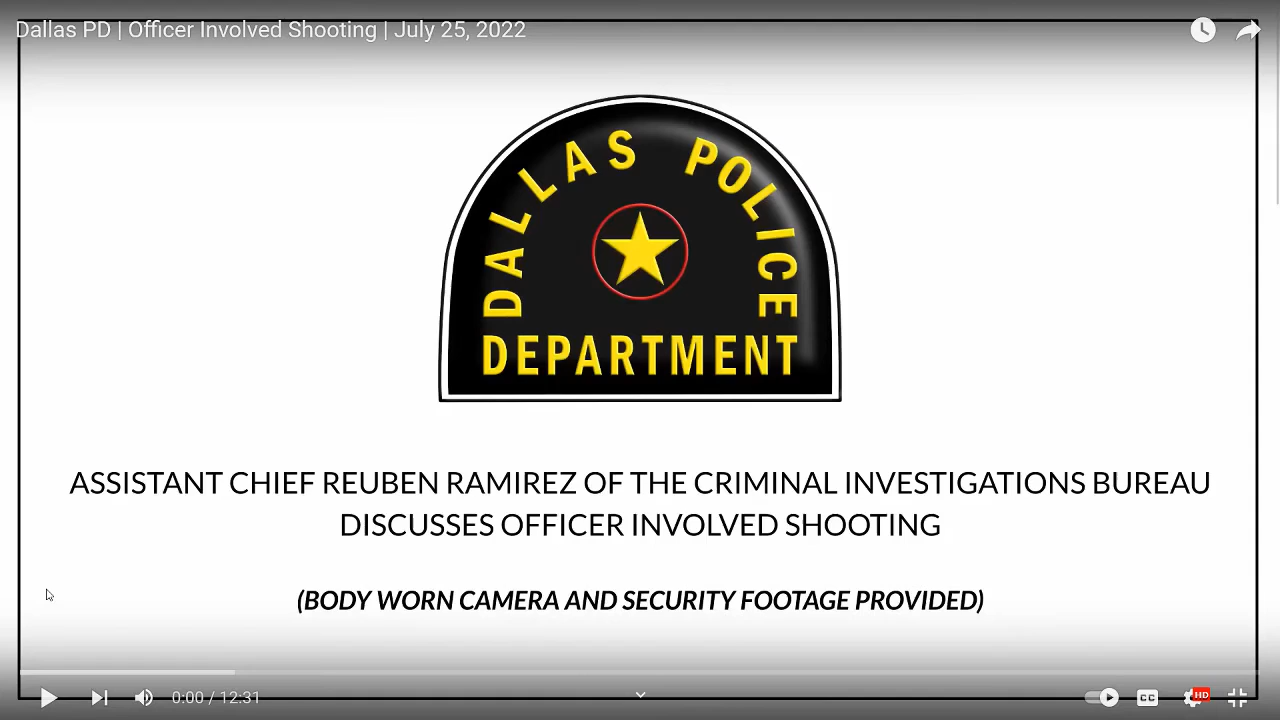 Dallas PD | Officer Involved Shooting | July 25, 2022
DALLAS POLICE
DEPARTMENT
ASSISTANT CHIEF REUBEN RAMIREZ OF THE CRIMINAL INVESTIGATIONS BUREAU
DISCUSSES OFFICER INVOLVED SHOOTING
(BODY WORN CAMERA AND SECURITY FOOTAGE PROVIDED)
0:00 / 12:31
CC
HD